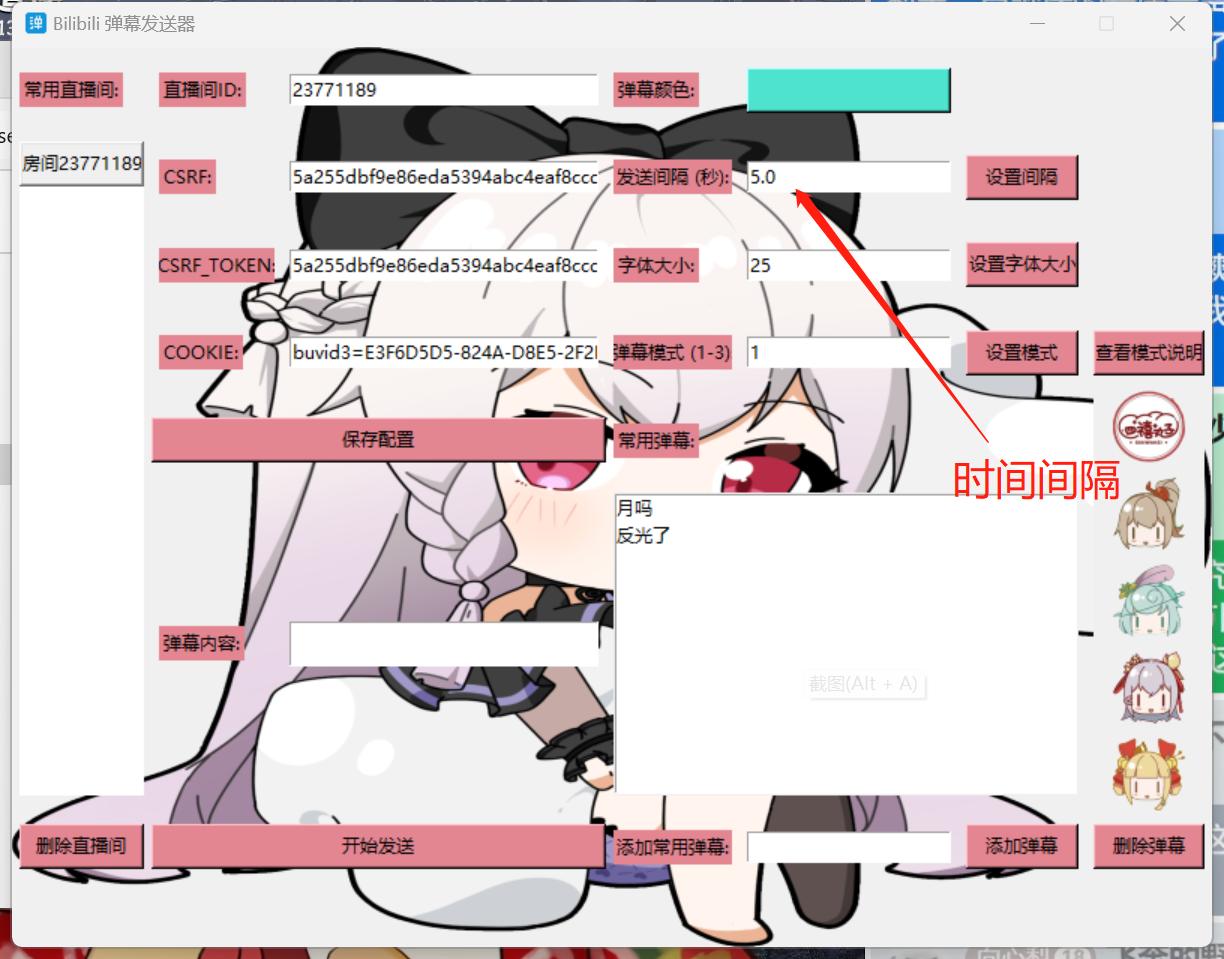 Bilibili 弹幕发送器
常用直播间:
直播间ID:
23771189
弹幕颜色:
房间23771189
CSRF:
5a255dbf9e86eda5394abc4eaf8ccc
发送间隔 (秒):
5.0
设置间隔
CSRF_TOKEN:
5a255dbf9e86eda5394abc4eaf8ccc
字体大小:
25
设置字体大小
COOKIE:
buvid3=E3F6D5D5-824A-D8E5-2F2
弹幕模式 (1-3)
1
设置模式
查看模式说明
保存配置
常用弹幕:
四禧丸子
时间间隔
月吗
反光了
弹幕内容:
截图(Alt + A)
删除直播间
开始发送
添加常用弹幕:
添加弹幕
删除弹幕